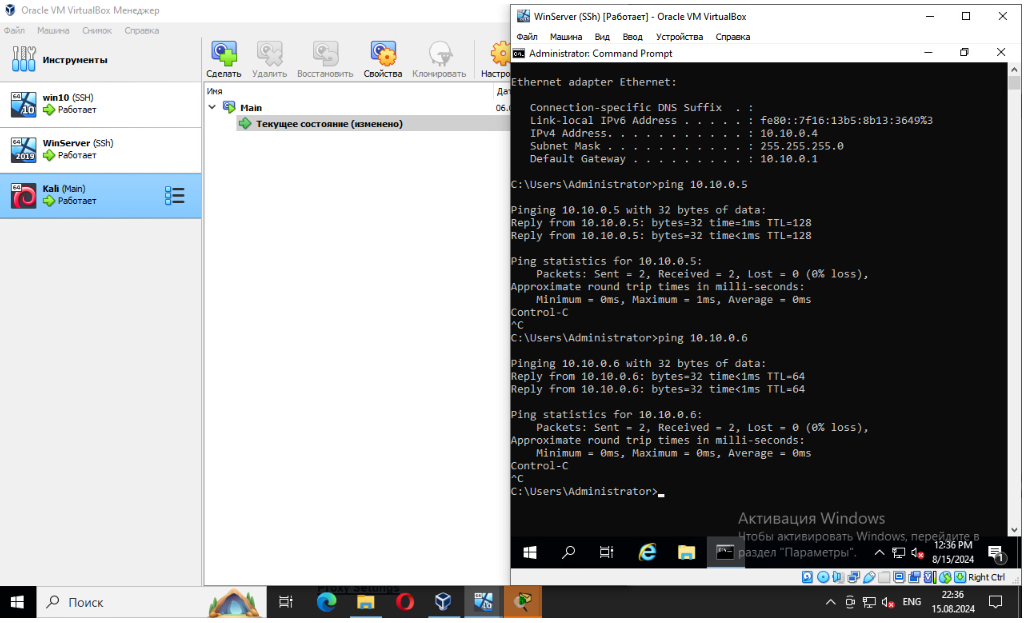 Oracle VM VirtualBox Менеджер
Файл Машина Снимок Справка
Инструменты
Сделать Удалить Восстановить Свойства Клонировать
win10 (SSH)
Работает
WinServer (SSh)
Работает
Kali (Main)
Работает
Имя
Main
06.0
Текущее состояние (изменено)
WinServer (SSh) [Работает] - Oracle VM VirtualBox
Файл Машина Вид Ввод Устройства Справка
Administrator: Command Prompt
Ethernet adapter Ethernet:
Connection-specific DNS Suffix . :
Link-local IPv6 Address . . . . . : fe80::7f16:13b5:8b13:3649%3
IPv4 Address. . . . . . . . . . . : 10.10.0.4
Subnet Mask . . . . . . . . . . . : 255.255.255.0
Default Gateway . . . . . . . . . : 10.10.0.1
C:\Users\Administrator>ping 10.10.0.5
Pinging 10.10.0.5 with 32 bytes of data:
Reply from 10.10.0.5: bytes=32 time=1ms TTL=128
Reply from 10.10.0.5: bytes=32 time<1ms TTL=128
Ping statistics for 10.10.0.5:
Packets: Sent = 2, Received = 2, Lost = 0 (0% loss),
Approximate round trip times in milli-seconds:
Minimum = 0ms, Maximum = 1ms, Average = 0ms
Control-C
^C
C:\Users\Administrator>ping 10.10.0.6
Pinging 10.10.0.6 with 32 bytes of data:
Reply from 10.10.0.6: bytes=32 time<1ms TTL=64
Reply from 10.10.0.6: bytes=32 time<1ms TTL=64
Ping statistics for 10.10.0.6:
Packets: Sent = 2, Received = 2, Lost = 0 (0% loss),
Approximate round trip times in milli-seconds:
Minimum = 0ms, Maximum = 0ms, Average = 0ms
Control-C
^C
C:\Users\Administrator>
Активация Windows
Чтобы активировать Windows, перейдите в
раздел "Параметры".
12:36 PM
8/15/2024
Right Ctrl
Поиск
ENG
22:36
15.08.2024